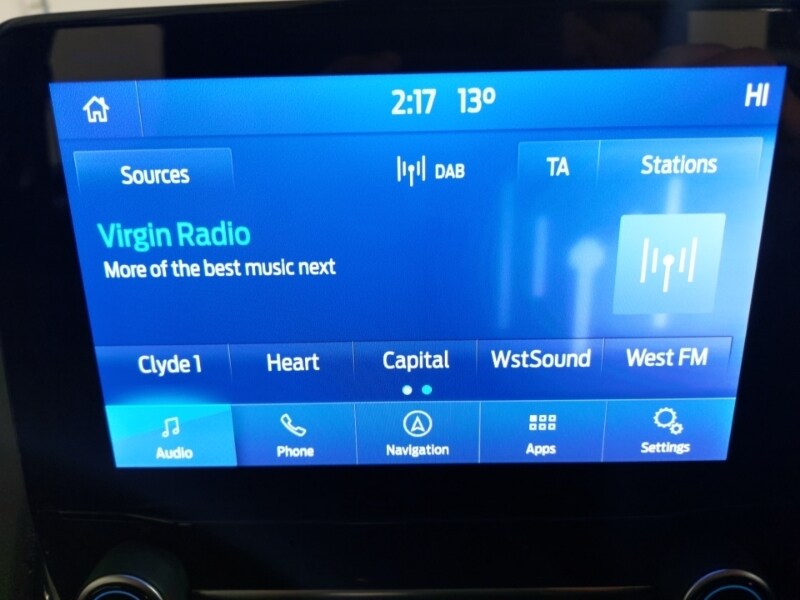 2:17 13º HI
Sources DAB TA Stations
Virgin Radio
More of the best music next
Clyde 1 Heart Capital WstSound West FM
Audio Phone Navigation Apps Settings